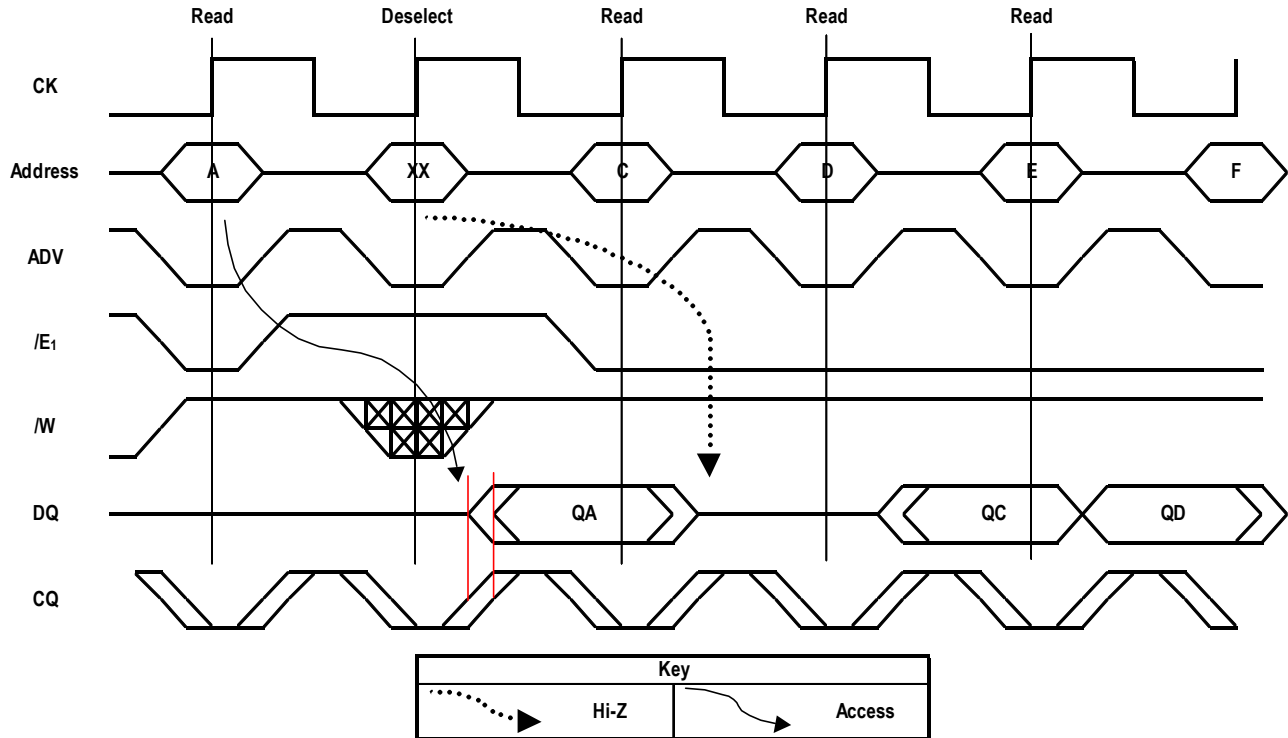 Read Deselect Read Read Read
CK
Address A XX C D E F
ADV
/E1
/W
DQ QA QC QD
CQ
Key
Hi-Z Access